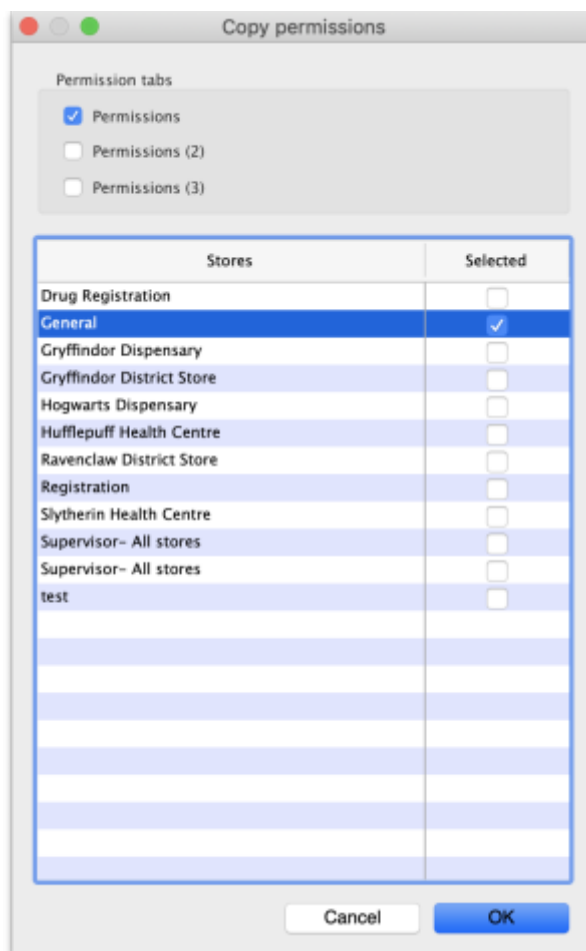 Copy permissions
Permission tabs
Permissions
Permissions (2)
Permissions (3)
Stores Selected
Drug Registration
General
Gryffindor Dispensary
Gryffindor District Store
Hogwarts Dispensary
Hufflepuff Health Centre
Ravenclaw District Store
Registration
Slytherin Health Centre
Supervisor- All stores
Supervisor- All stores
test
Cancel OK